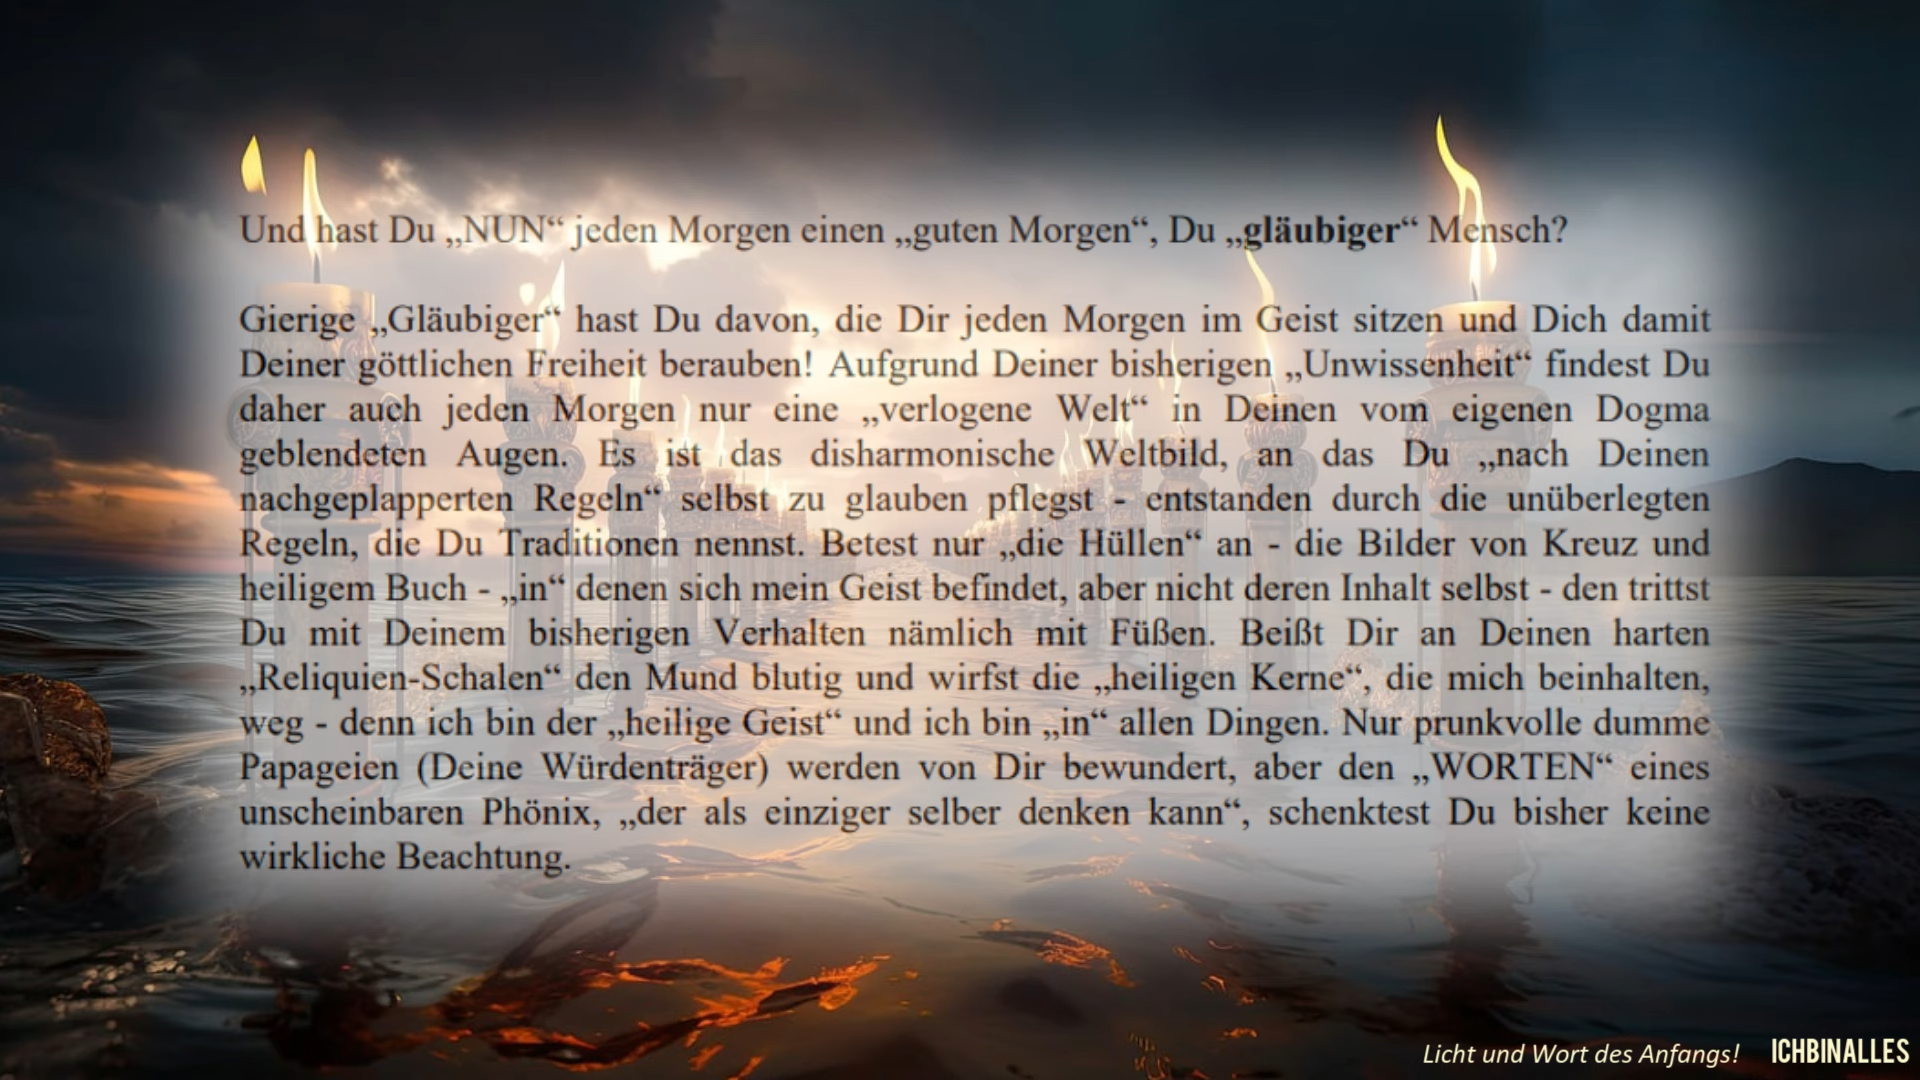 Und hast Du „NUN“ jeden Morgen einen „guten Morgen“, Du „gläubiger“ Mensch?
Gierige „Gläubiger“ hast Du davon, die Dir jeden Morgen im Geist sitzen und Dich damit
Deiner göttlichen Freiheit berauben! Aufgrund Deiner bisherigen „Unwissenheit“ findest Du
daher auch jeden Morgen nur eine „verlogene Welt“ in Deinen vom eigenen Dogma
geblendeten Augen. Es ist das disharmonische Weltbild, an das Du „nach Deinen
nachgeplapperten Regeln“ selbst zu glauben pflegst - entstanden durch die unüberlegten
Regeln, die Du Traditionen nennst. Betest nur „die Hüllen“ an - die Bilder von Kreuz und
heiligem Buch - „in“ denen sich mein Geist befindet, aber nicht deren Inhalt selbst - den trittst
Du mit Deinem bisherigen Verhalten nämlich mit Füßen. Beißt Dir an Deinen harten
„Reliquien-Schalen“ den Mund blutig und wirfst die „heiligen Kerne“, die mich beinhalten,
weg - denn ich bin der „heilige Geist“ und ich bin „in“ allen Dingen. Nur prunkvolle dumme
Papageien (Deine Würdenträger) werden von Dir bewundert, aber den „WORTEN“ eines
unscheinbaren Phönix, „der als einziger selber denken kann“, schenktest Du bisher keine
wirkliche Beachtung.
Licht und Wort des Anfangs! ICHBINALLES